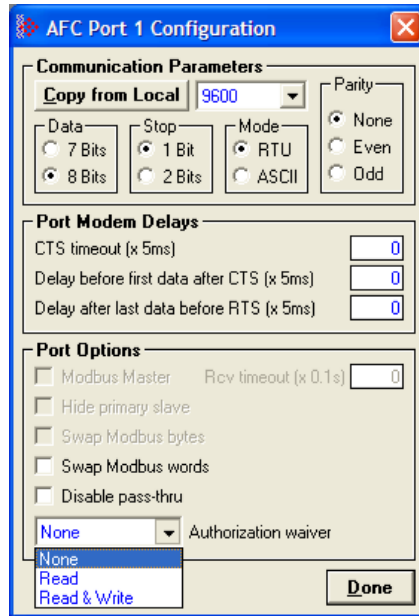 AFC Port 1 Configuration
Communication Parameters
Copy from Local 9600
Parity
None
Even
Odd
Data
7 Bits
8 Bits
Stop
1 Bit
2 Bits
Mode
RTU
ASCII
Port Modem Delays
CTS timeout (x 5ms) 0
Delay before first data after CTS (x 5ms) 0
Delay after last data before RTS (x 5ms) 0
Port Options
Modbus Master Rcv timeout (x 0.1s) 0
Hide primary slave
Swap Modbus bytes
Swap Modbus words
Disable pass-thru
None Authorization waiver
None
Read
Read & Write
Done